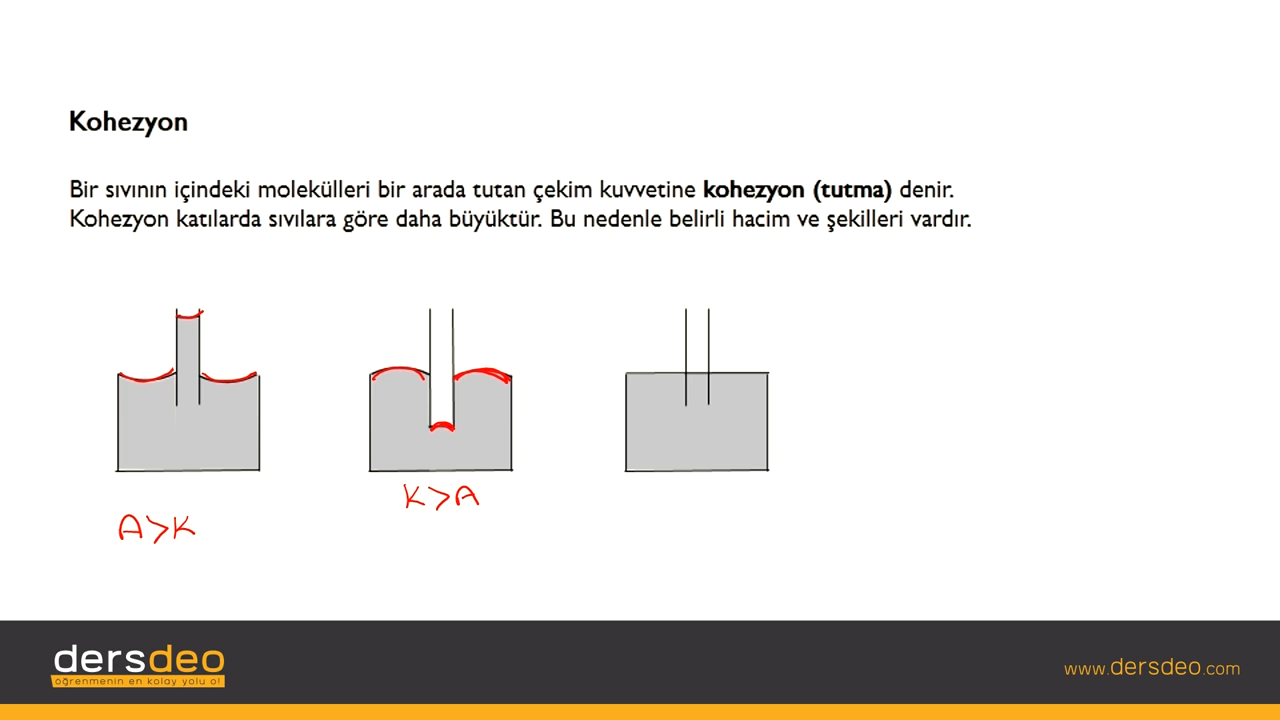 Kohezyon
Bir sıvının içindeki molekülleri bir arada tutan çekim kuvvetine kohezyon (tutma) denir.
Kohezyon katılarda sıvılara göre daha büyüktür. Bu nedenle belirli hacim ve şekilleri vardır.
K>A
A>K
dersdeo
öğrenmenin en kolay yolu o!
www.dersdeo.com